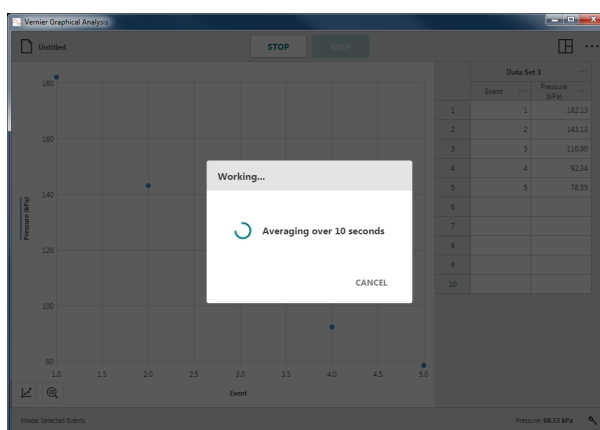 Vernier Graphical Analysis
Untitled
STOP KEEP
Data Set 1
Event Pressure (kPa)
1 1 182.13
2 2 143.13
3 3 110.90
4 4 92.34
5 5 78.55
6
7
8
9
10
Pressure (kPa)
180
160
140
120
100
80
1.0 1.5 2.0 2.5 3.0 3.5 4.0 4.5 5.0
Event
Working...
Averaging over 10 seconds
CANCEL
Mode: Selected Events
Pressure: 68.53 kPa